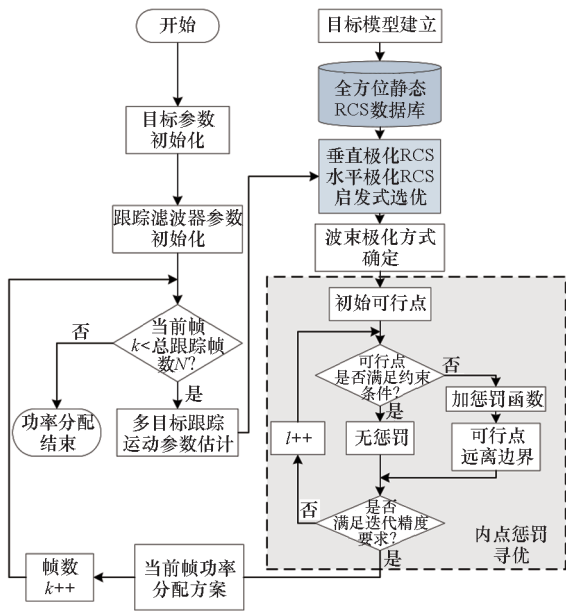 开始
目标参数
初始化
跟踪滤波器参数
初始化
当前帧
k<总跟踪帧
数N?
否
是
功率分配
结束
多目标跟踪
运动参数估计
目标模型建立
全方位静态
RCS数据库
垂直极化RCS
水平极化RCS
启发式选优
波束极化方式
确定
初始可行点
可行点
是否满足约束
条件?
否
是
加惩罚函数
可行点
远离边界
无惩罚
l++
是否
满足迭代精度
要求?
否
是
内点惩罚
寻优
当前帧功率
分配方案
帧数
k++